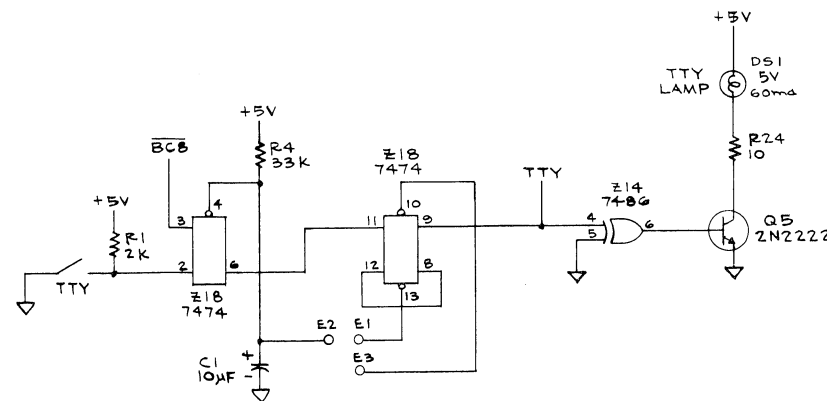 +5V
DS1
5V
60ma
TTY
LAMP
+5V
R4
33K
BC8
Z18
7474
R24
10
TTY
Z14
7486
+5V
R1
2K
3
4
11
10
9
4
5
6
Q5
2N2222
2
6
12
8
13
TTY
Z18
7474
E2
E1
E3
C1
10µF
+
-